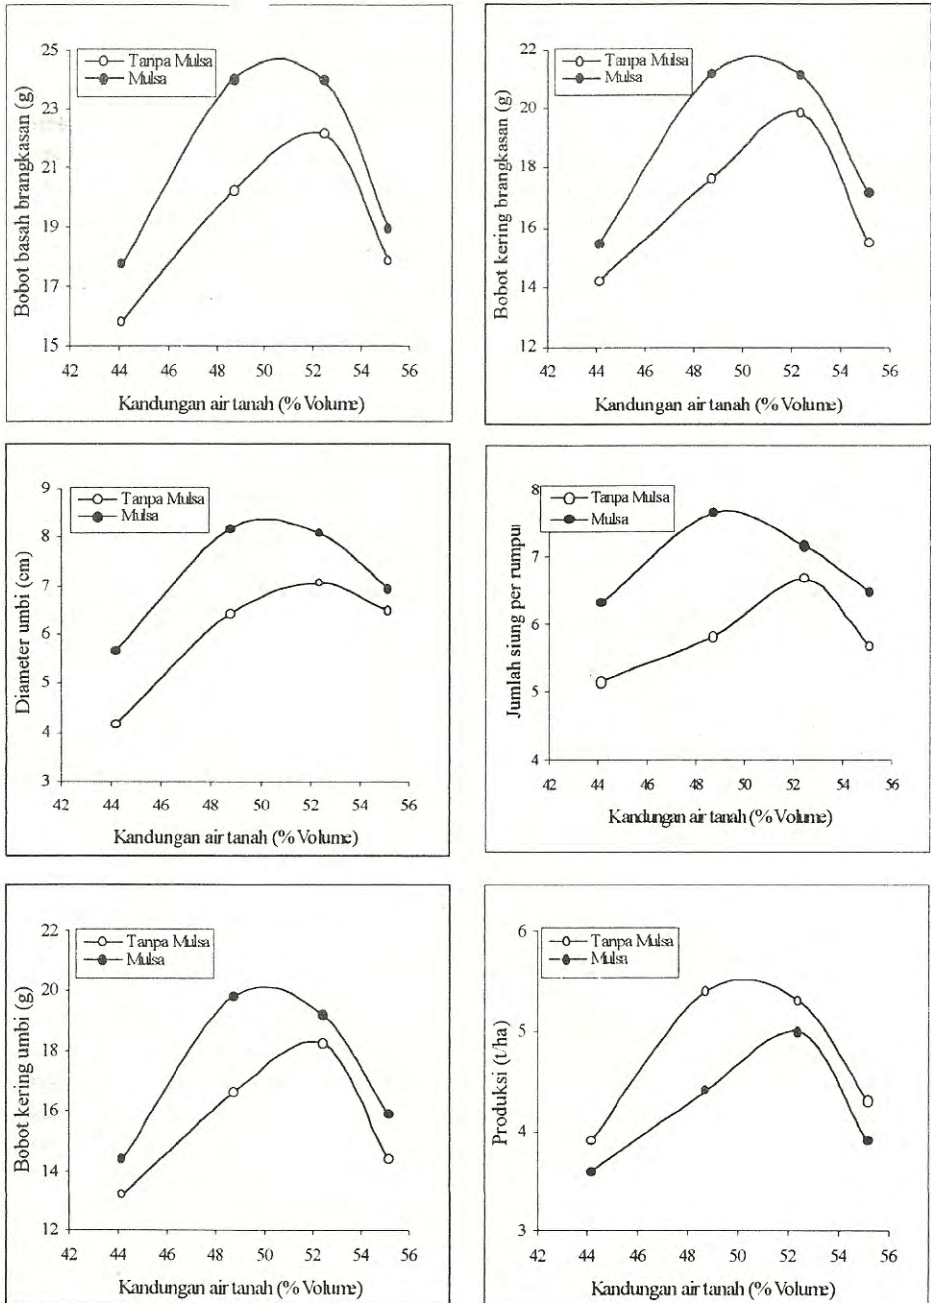 25
23
21
19
17
15
Bobot basah brangkasan (g)
Tanpa Mulsa
Mulsa
42 44 46 48 50 52 54 56
Kandungan air tanah (% Volume)
22
20
18
16
14
12
Bobot kering brangkasan (g)
Tanpa Mulsa
Mulsa
42 44 46 48 50 52 54 56
Kandungan air tanah (% Volume)
9
8
7
6
5
4
3
Diameter umbi (cm)
Tanpa Mulsa
Mulsa
42 44 46 48 50 52 54 56
Kandungan air tanah (% Volume)
8
7
6
5
4
Jumlah siung per rumpu
Tanpa Mulsa
Mulsa
42 44 46 48 50 52 54 56
Kandungan air tanah (% Volume)
22
20
18
16
14
12
Bobot kering umbi (g)
Tanpa Mulsa
Mulsa
42 44 46 48 50 52 54 56
Kandungan air tanah (% Volume)
6
5
4
3
Produksi (t/ha)
Tanpa Mulsa
Mulsa
42 44 46 48 50 52 54 56
Kandungan air tanah (% Volume)